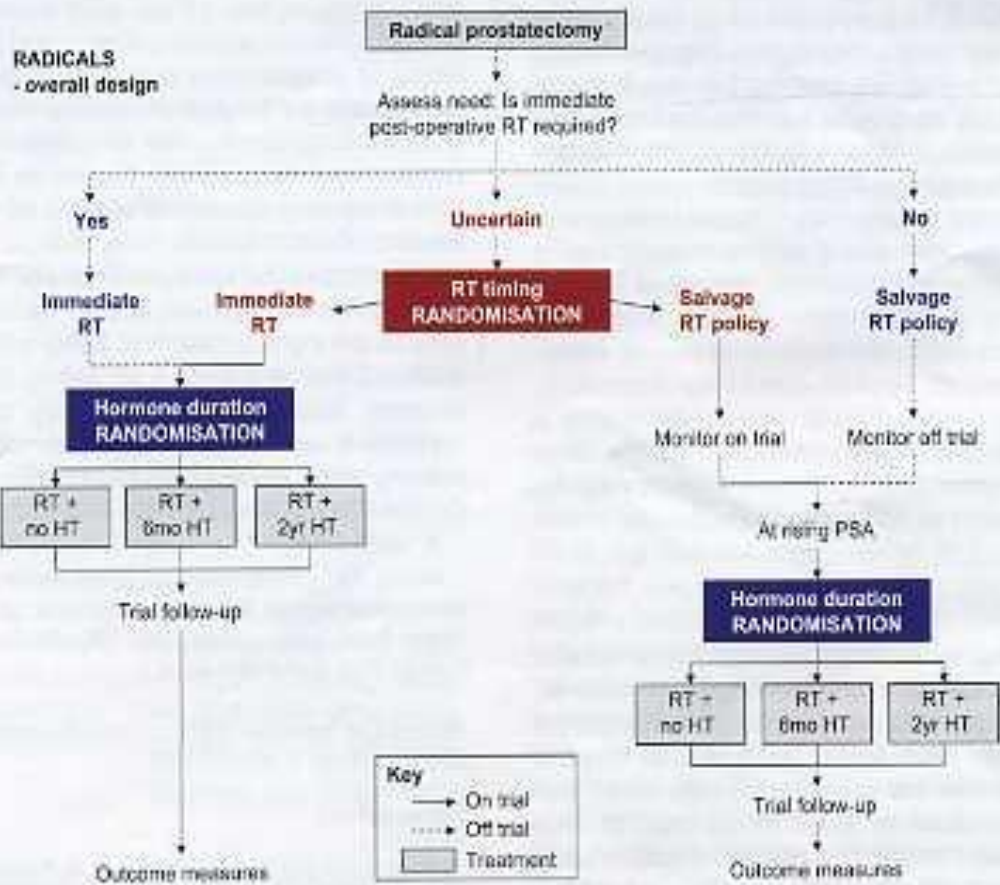 RADICALS
- overall design
Radical prostatectomy
Assess need: Is immediate
post-operative RT required?
Yes
Uncertain
No
Immediate
RT
Immediate
RT
RT timing
RANDOMISATION
Salvage
RT policy
Salvage
RT policy
Hormone duration
RANDOMISATION
Monitor on trial
Monitor off trial
RT +
no HT
RT +
6mo HT
RT +
2yr HT
At rising PSA
Trial follow-up
Hormone duration
RANDOMISATION
RT +
no HT
RT +
6mo HT
RT +
2yr HT
Key
On trial
Off trial
Treatment
Trial follow-up
Outcome measures
Outcome measures